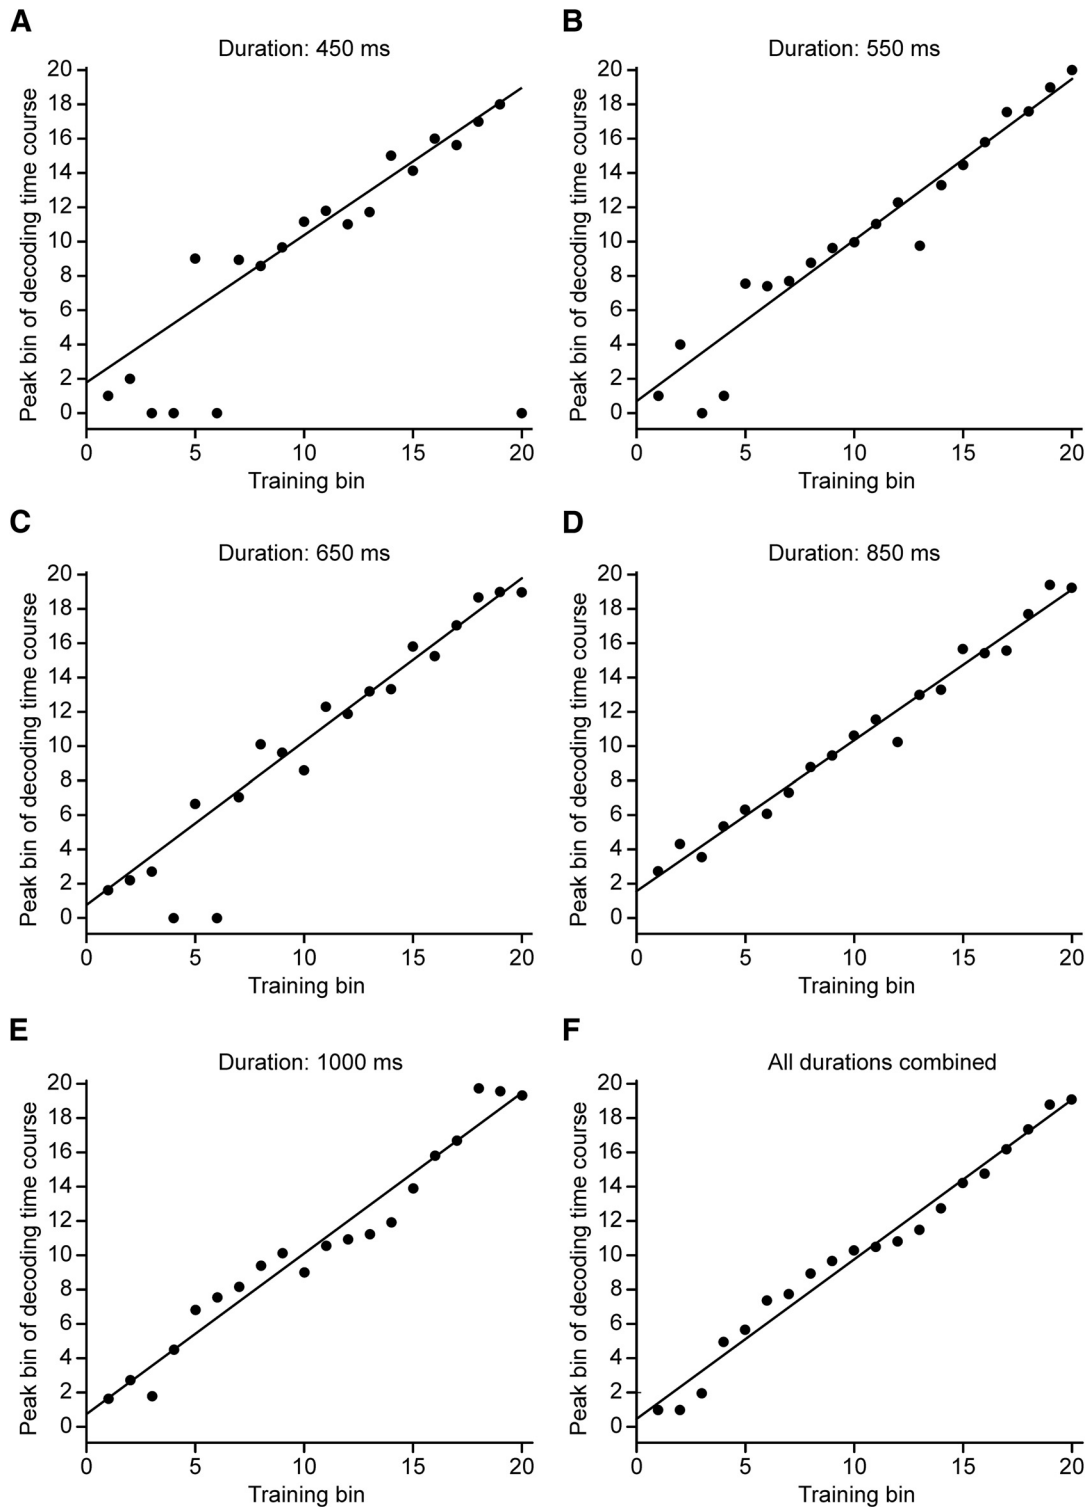 A
Duration: 450 ms
Peak bin of decoding time course
20
18
16
14
12
10
8
6
4
2
0
0 5 10 15 20
Training bin
B
Duration: 550 ms
Peak bin of decoding time course
20
18
16
14
12
10
8
6
4
2
0
0 5 10 15 20
Training bin
C
Duration: 650 ms
Peak bin of decoding time course
20
18
16
14
12
10
8
6
4
2
0
0 5 10 15 20
Training bin
D
Duration: 850 ms
Peak bin of decoding time course
20
18
16
14
12
10
8
6
4
2
0
0 5 10 15 20
Training bin
E
Duration: 1000 ms
Peak bin of decoding time course
20
18
16
14
12
10
8
6
4
2
0
0 5 10 15 20
Training bin
F
All durations combined
Peak bin of decoding time course
20
18
16
14
12
10
8
6
4
2
0
0 5 10 15 20
Training bin